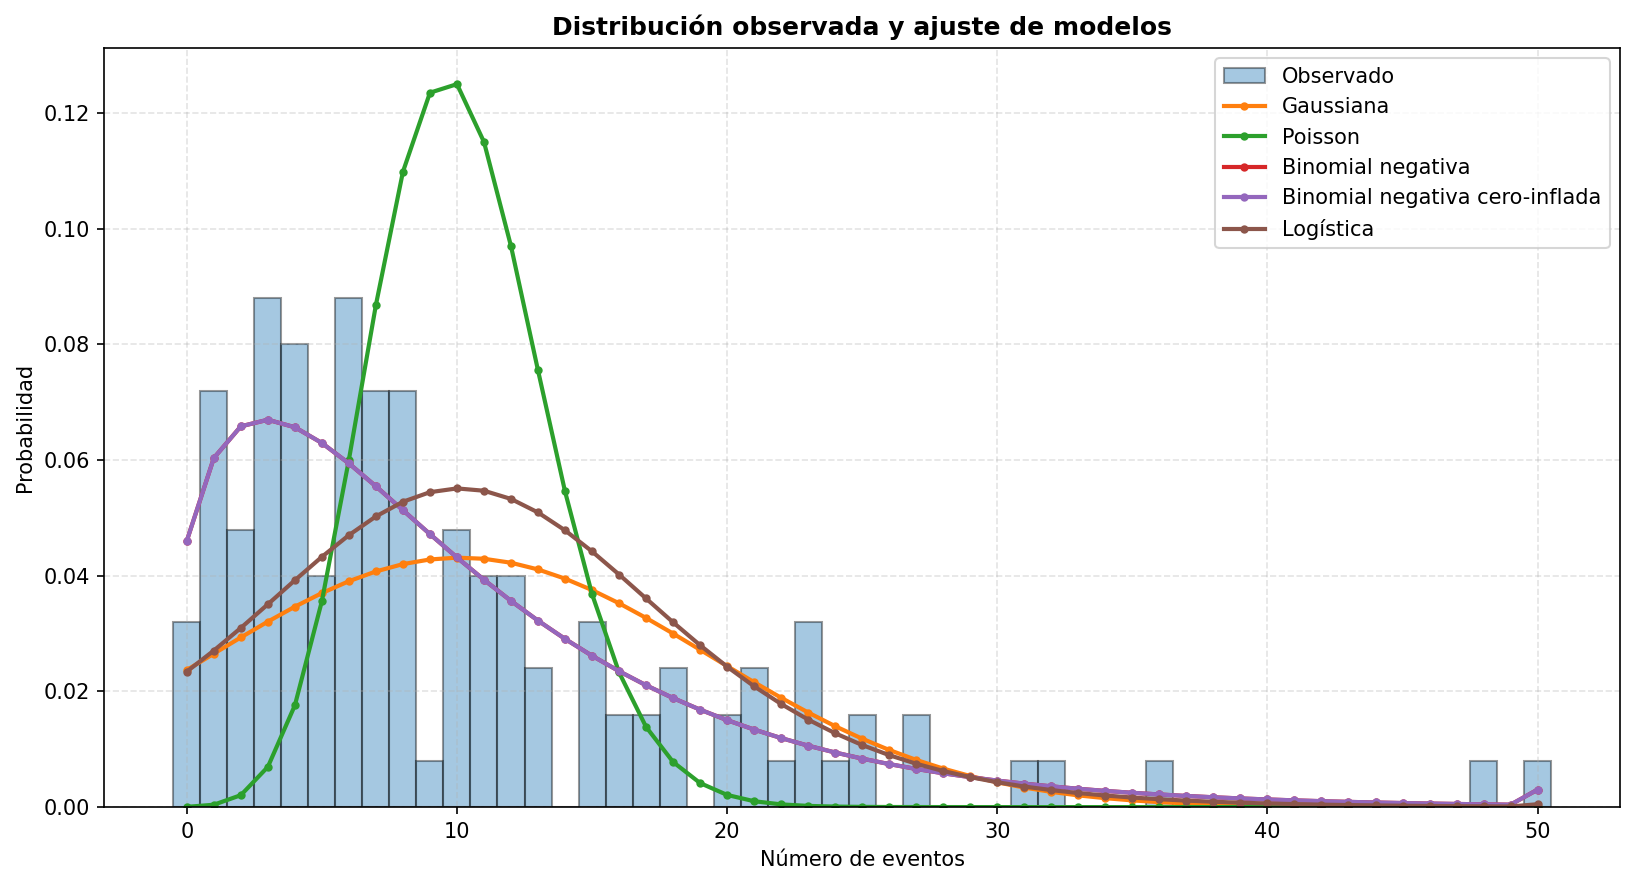 Distribución observada y ajuste de modelos
Observado
Gaussiana
Poisson
Binomial negativa
Binomial negativa cero-inflada
Logística
0.12
0.10
0.08
0.06
0.04
0.02
0.00
Probabilidad
0 10 20 30 40 50
Número de eventos